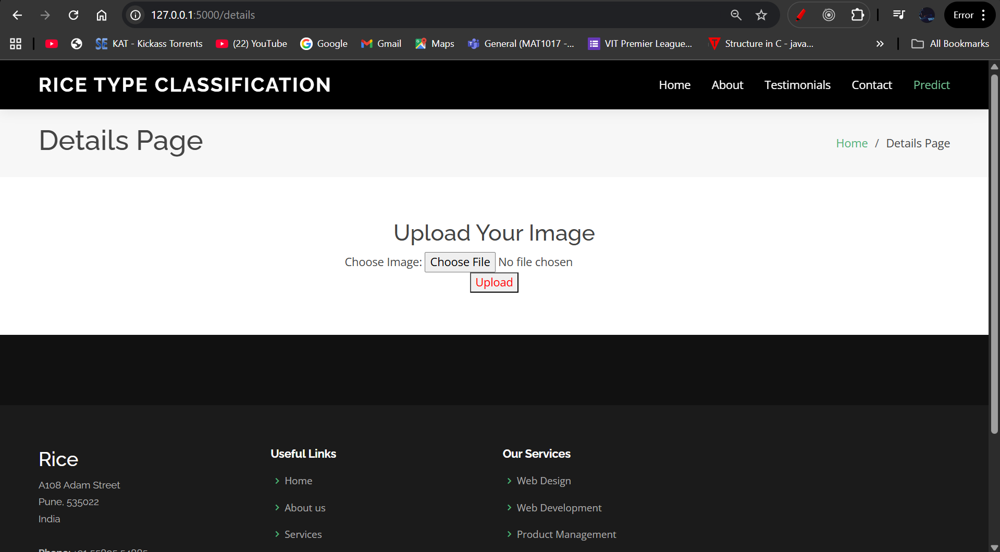 127.0.0.1:5000/details
Error
KAT - Kickass Torrents
(22) YouTube
Google
Gmail
Maps
General (MAT1017 -...
VIT Premier League...
Structure in C - java...
All Bookmarks
RICE TYPE CLASSIFICATION
Home
About
Testimonials
Contact
Predict
Details Page
Home / Details Page
Upload Your Image
Choose Image: Choose File No file chosen
Upload
Rice
A108 Adam Street
Pune, 535022
India
Useful Links
Home
About us
Services
Our Services
Web Design
Web Development
Product Management